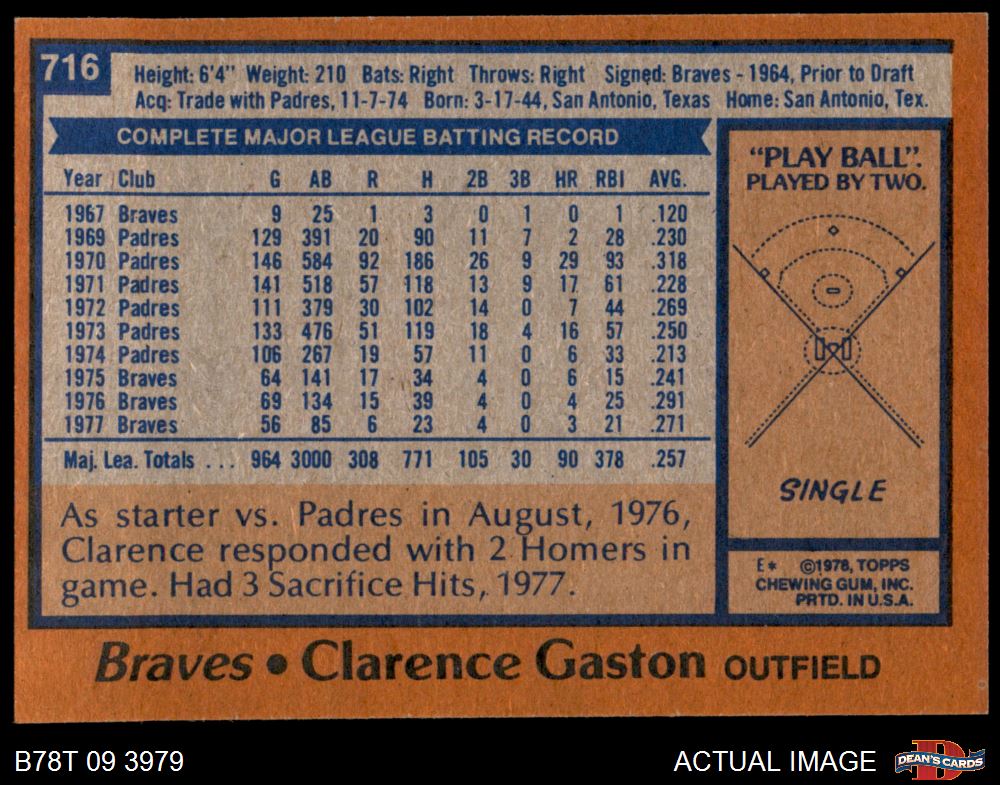 716
Height: 6'4" Weight: 210 Bats: Right Throws: Right Signed: Braves - 1964, Prior to Draft
Acq: Trade with Padres, 11-7-74 Born: 3-17-44, San Antonio, Texas Home: San Antonio, Tex.
COMPLETE MAJOR LEAGUE BATTING RECORD
Year Club G AB R H 2B 3B HR RBI AVG.
1967 Braves 9 25 1 3 0 1 0 1 .120
1969 Padres 129 391 20 90 11 7 2 28 .230
1970 Padres 146 584 92 186 26 9 29 93 .318
1971 Padres 141 518 57 118 13 9 17 61 .228
1972 Padres 111 379 30 102 14 0 7 44 .269
1973 Padres 133 476 51 119 18 4 16 57 .250
1974 Padres 106 267 19 57 11 0 6 33 .213
1975 Braves 64 141 17 34 4 0 6 15 .241
1976 Braves 69 134 15 39 4 0 4 25 .291
1977 Braves 56 85 6 23 4 0 3 21 .271
Maj. Lea. Totals ... 964 3000 308 771 105 30 90 378 .257
As starter vs. Padres in August, 1976,
Clarence responded with 2 Homers in
game. Had 3 Sacrifice Hits, 1977.
"PLAY BALL".
PLAYED BY TWO.
SINGLE
E* ©1978, TOPPS
CHEWING GUM, INC.
PRTD. IN U.S.A.
Braves • Clarence Gaston OUTFIELD
B78T 09 3979
ACTUAL IMAGE
D
DEAN'S CARDS